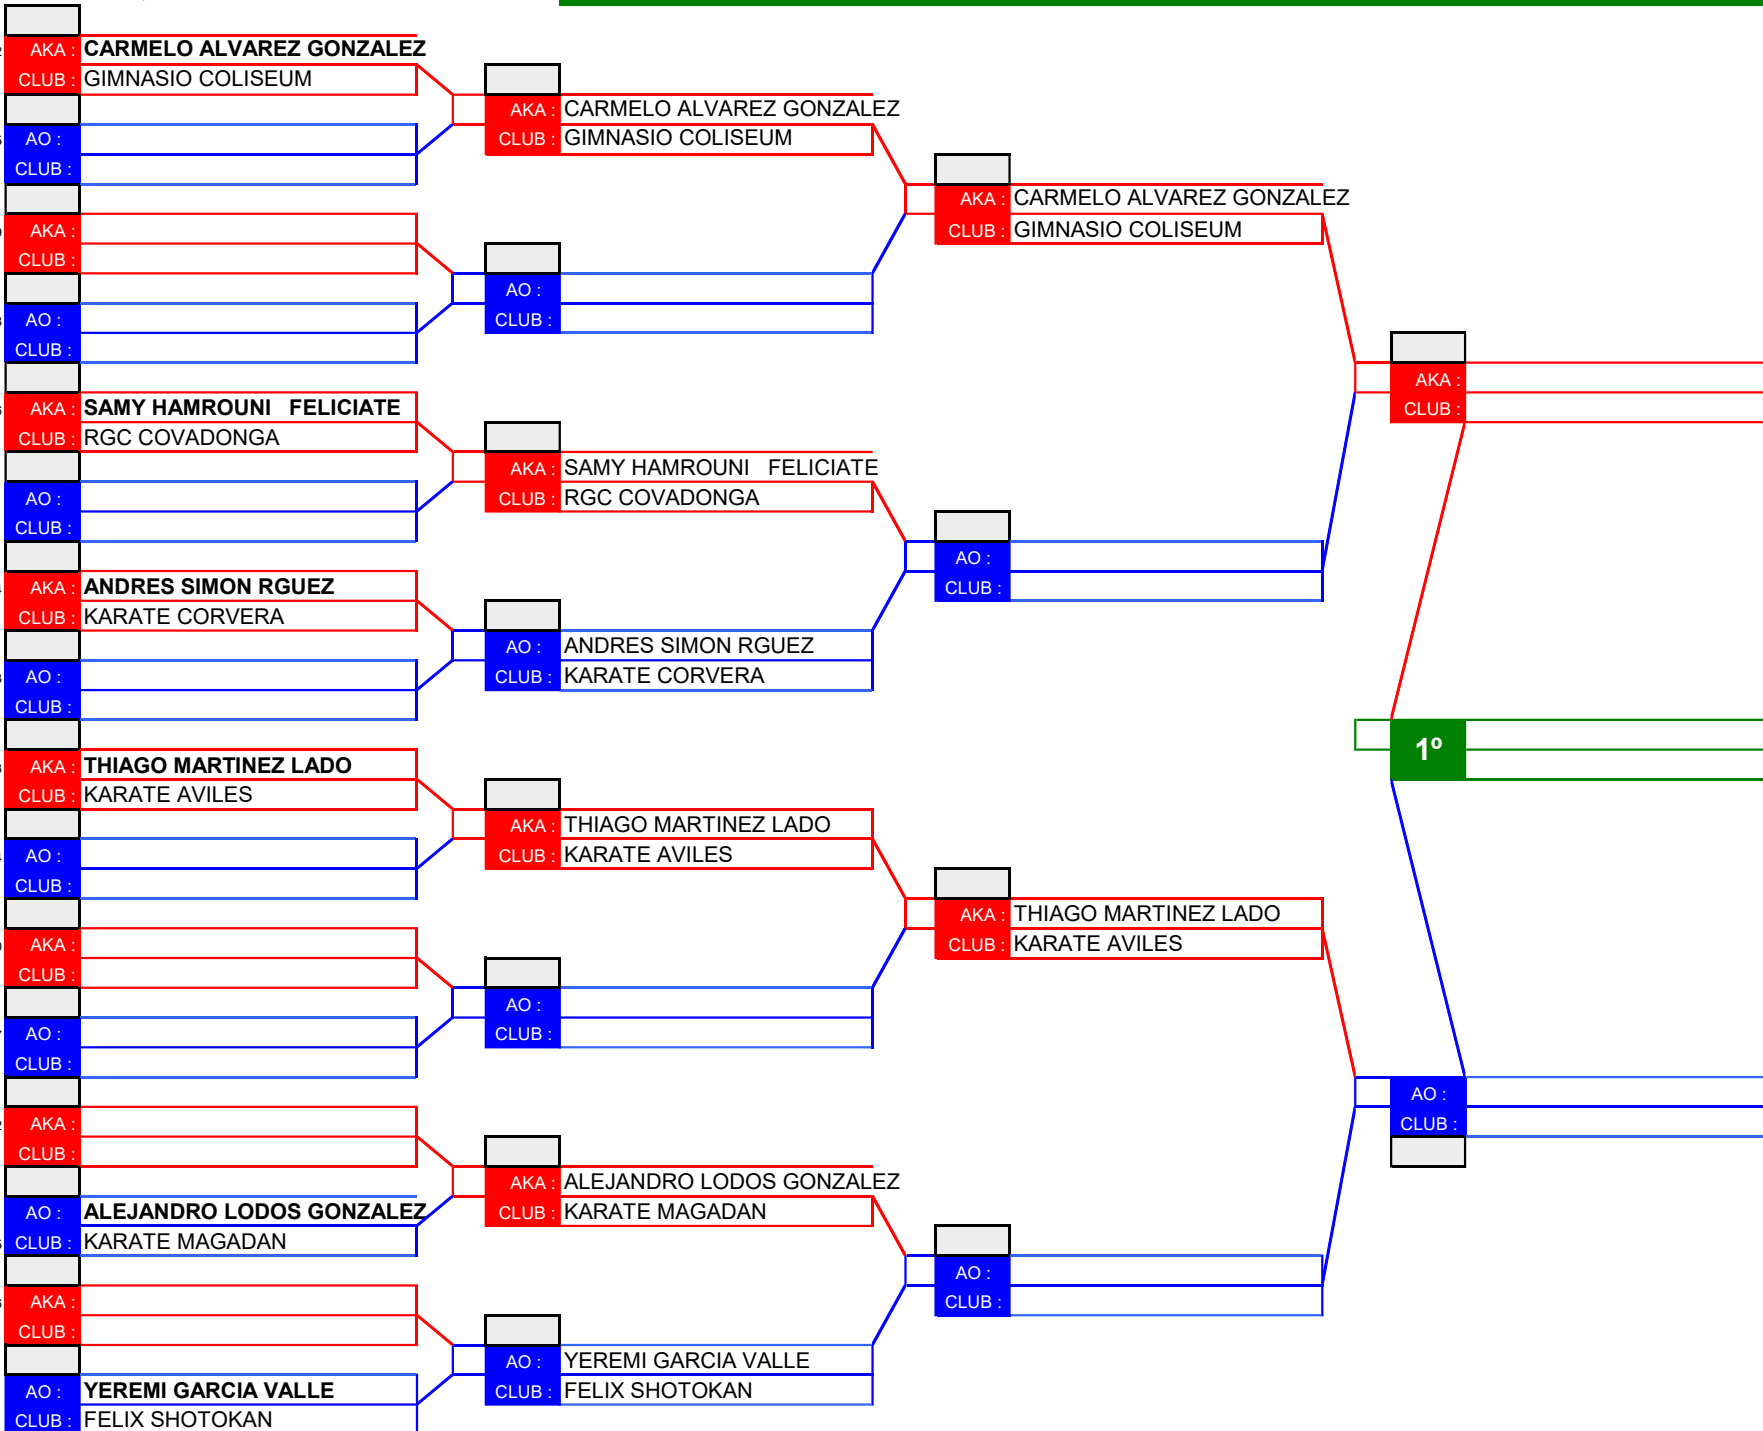 AKA : CARMELO ALVAREZ GONZALEZ
CLUB : GIMNASIO COLISEUM
AO :
CLUB :
AKA :
CLUB :
AO :
CLUB :
AKA : SAMY HAMROUNI FELICIATE
CLUB : RGC COVADONGA
AO :
CLUB :
AKA : ANDRES SIMON RGUEZ
CLUB : KARATE CORVERA
AO :
CLUB :
AKA : THIAGO MARTINEZ LADO
CLUB : KARATE AVILES
AO :
CLUB :
AKA :
CLUB :
AO :
CLUB :
AKA :
CLUB :
AO : ALEJANDRO LODOS GONZALEZ
CLUB : KARATE MAGADAN
AKA :
CLUB :
AO : YEREMI GARCIA VALLE
CLUB : FELIX SHOTOKAN
AKA : CARMELO ALVAREZ GONZALEZ
CLUB : GIMNASIO COLISEUM
AO :
CLUB :
AKA : SAMY HAMROUNI FELICIATE
CLUB : RGC COVADONGA
AO : ANDRES SIMON RGUEZ
CLUB : KARATE CORVERA
AKA : THIAGO MARTINEZ LADO
CLUB : KARATE AVILES
AO :
CLUB :
AKA : ALEJANDRO LODOS GONZALEZ
CLUB : KARATE MAGADAN
AO : YEREMI GARCIA VALLE
CLUB : FELIX SHOTOKAN
AKA : CARMELO ALVAREZ GONZALEZ
CLUB : GIMNASIO COLISEUM
AO :
CLUB :
AKA : THIAGO MARTINEZ LADO
CLUB : KARATE AVILES
AO :
CLUB :
AKA :
CLUB :
1º
AO :
CLUB :